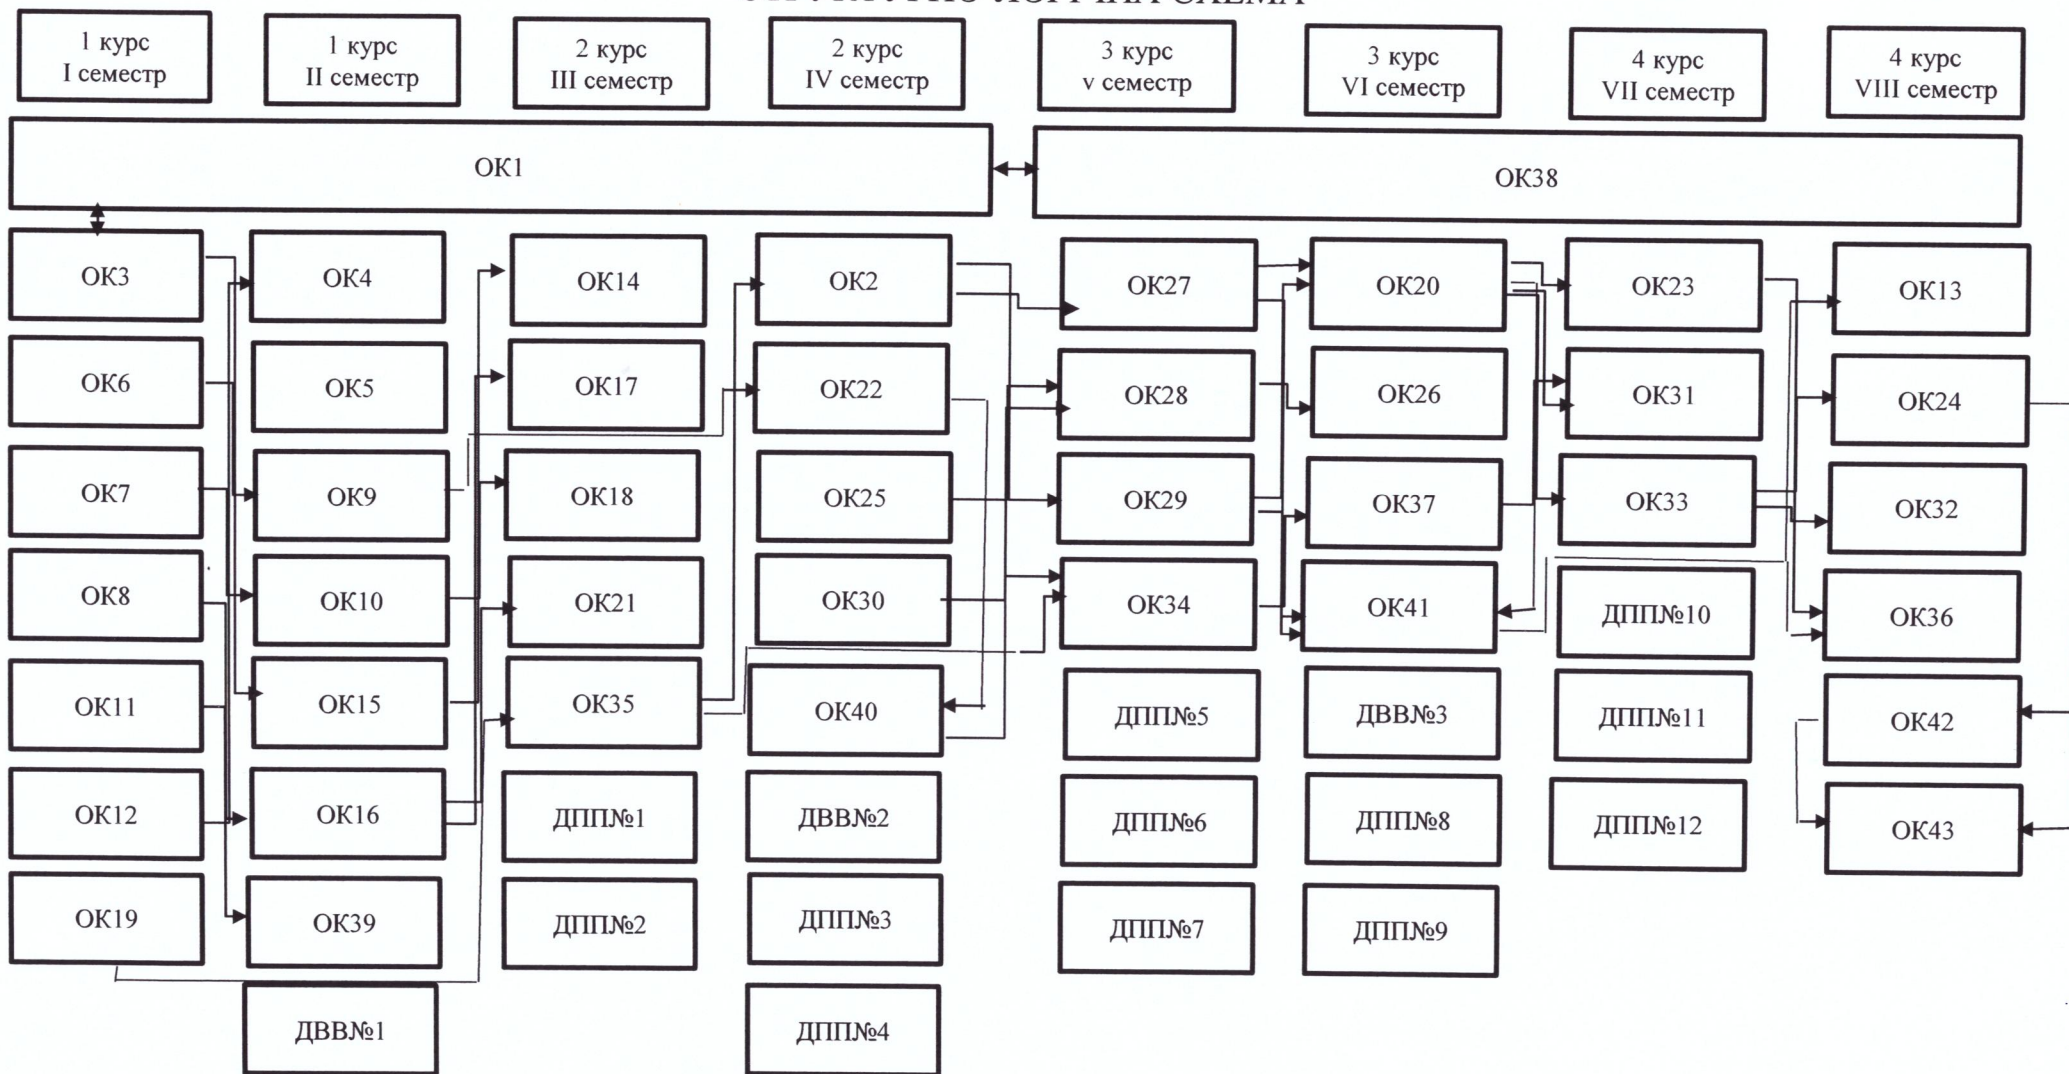 1 курс
I семестр
1 курс
II семестр
2 курс
III семестр
2 курс
IV семестр
3 курс
v семестр
3 курс
VI семестр
4 курс
VII семестр
4 курс
VIII семестр
ОК1
ОК38
ОК3
ОК4
ОК14
ОК2
ОК27
ОК20
ОК23
ОК13
ОК6
ОК5
ОК17
ОК22
ОК28
ОК26
ОК31
ОК24
ОК7
ОК9
ОК18
ОК25
ОК29
ОК37
ОК33
ОК32
ОК8
ОК10
ОК21
ОК30
ОК34
ОК41
ДПП№10
ОК36
ОК11
ОК15
ОК35
ОК40
ДПП№5
ДВВ№3
ДПП№11
ОК42
ОК12
ОК16
ДПП№1
ДВВ№2
ДПП№6
ДПП№8
ДПП№12
ОК43
ОК19
ОК39
ДПП№2
ДПП№3
ДПП№7
ДПП№9
ДВВ№1
ДПП№4